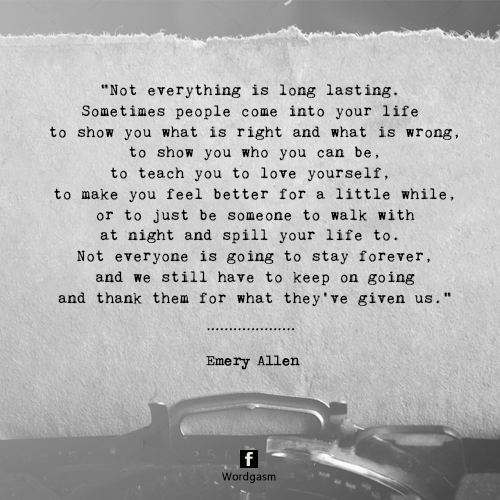 "Not everything is long lasting.
Sometimes people come into your life
to show you what is right and what is wrong,
to show you who you can be,
to teach you to love yourself,
to make you feel better for a little while,
or to just be someone to walk with
at night and spill your life to.
Not everyone is going to stay forever,
and we still have to keep on going
and thank them for what they've given us."
....................
Emery Allen
f
Wordgasm